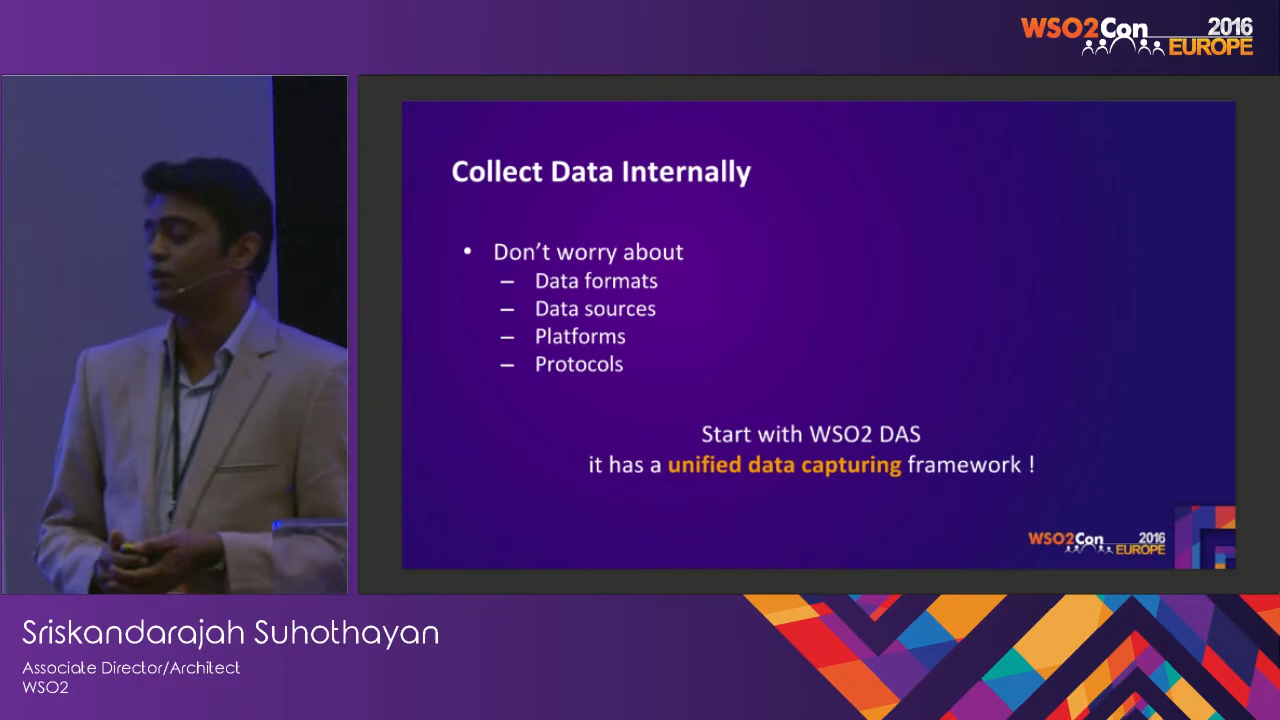 WSO2Con 2016
EUROPE
Collect Data Internally
• Don't worry about
– Data formats
– Data sources
– Platforms
– Protocols
Start with WSO2 DAS
it has a unified data capturing framework !
WSO2Con 2016
EUROPE
Sriskandarajah Suhothayan
Associate Director/Architect
WSO2